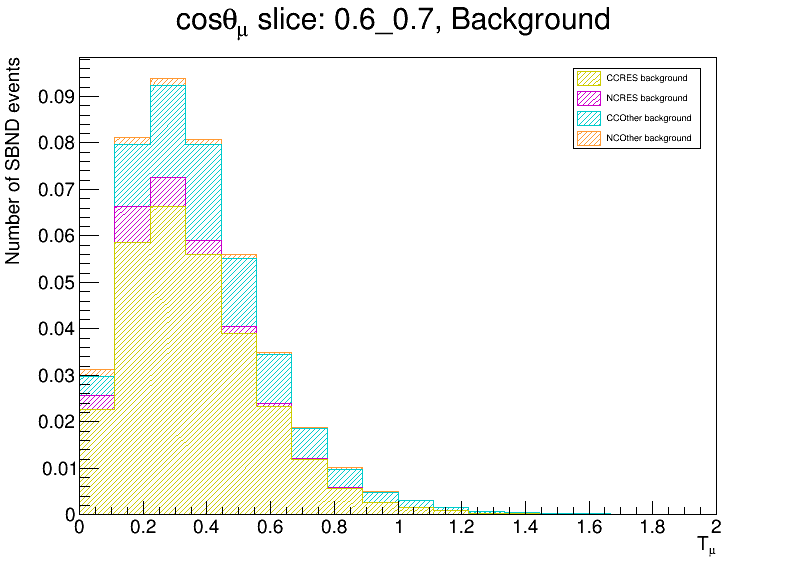 cosθμ slice: 0.6_0.7, Background
Number of SBND events
CCRES background
NCRES background
CCOther background
NCOther background
0.09
0.08
0.07
0.06
0.05
0.04
0.03
0.02
0.01
0
0 0.2 0.4 0.6 0.8 1 1.2 1.4 1.6 1.8 2
Tμ